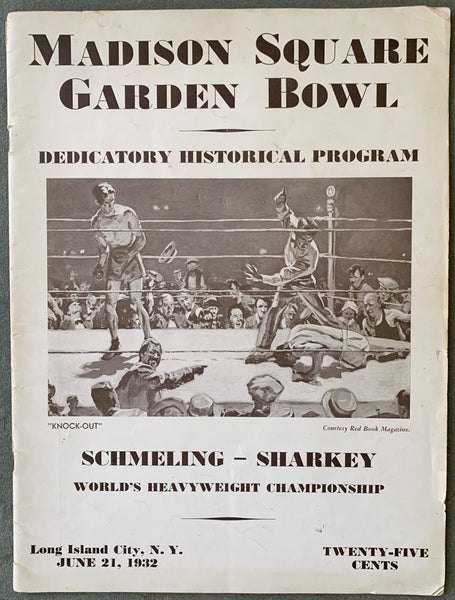 MADISON SQUARE
GARDEN BOWL
DEDICATORY HISTORICAL PROGRAM
"KNOCK-OUT"
Courtesy Red Book Magazine.
SCHMELING – SHARKEY
WORLD'S HEAVYWEIGHT CHAMPIONSHIP
Long Island City, N. Y.
JUNE 21, 1932
TWENTY-FIVE
CENTS